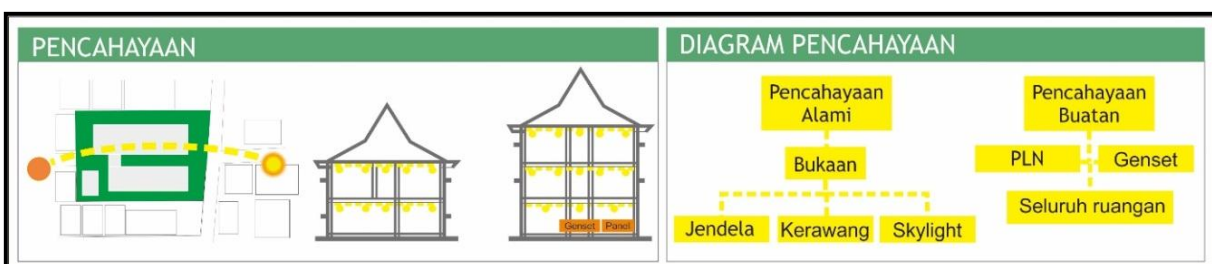 PENCAHAYAAN
Genset Panel
DIAGRAM PENCAHAYAAN
Pencahayaan
Alami
Bukaan
Jendela Kerawang Skylight
Pencahayaan
Buatan
PLN Genset
Seluruh ruangan